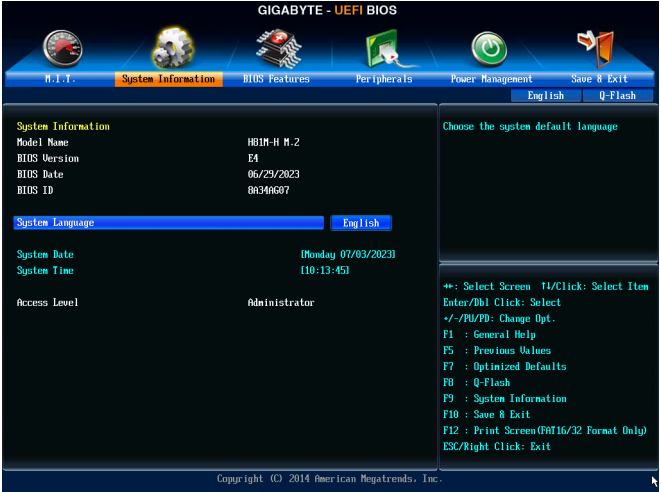 GIGABYTE - UEFI BIOS
M.I.T. System Information BIOS Features Peripherals Power Management Save & Exit
English Q-Flash
System Information
Model Name H81M-H M.2
BIOS Version E4
BIOS Date 06/29/2023
BIOS ID 8A34AG07
System Language English
System Date [Monday 07/03/2023]
System Time [10:13:45]
Access Level Administrator
Choose the system default language
→←: Select Screen ↑↓/Click: Select Item
Enter/Dbl Click: Select
+/-/PU/PD: Change Opt.
F1 : General Help
F5 : Previous Values
F7 : Optimized Defaults
F8 : Q-Flash
F9 : System Information
F10 : Save & Exit
F12 : Print Screen(FAT16/32 Format Only)
ESC/Right Click: Exit
Copyright (C) 2014 American Megatrends, Inc.